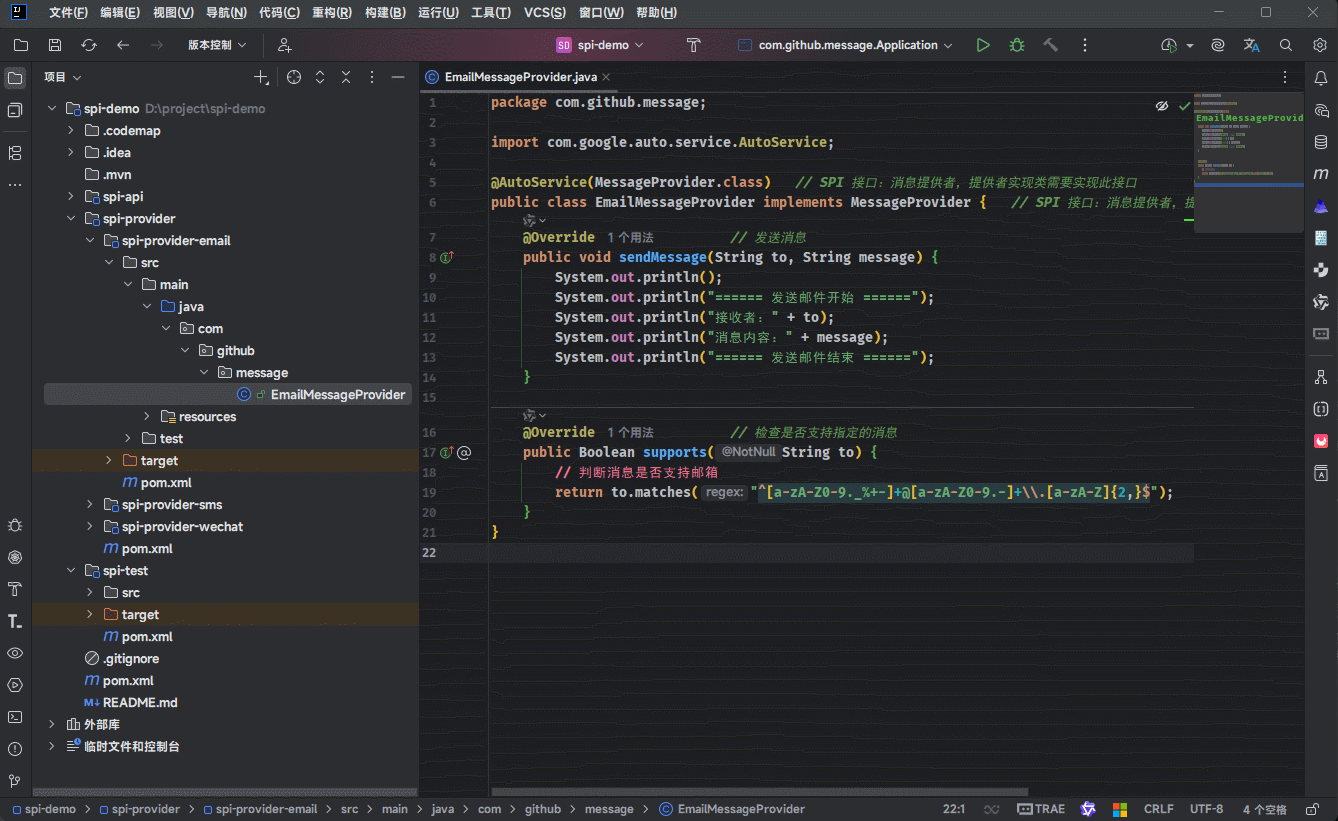 文件(F) 编辑(E) 视图(V) 导航(N) 代码(C) 重构(R) 构建(B) 运行(U) 工具(T) VCS(S) 窗口(W) 帮助(H)
版本控制 SD spi-demo com.github.message.Application
项目
EmailMessageProvider.java
spi-demo D:\project\spi-demo
.codemap
.idea
.mvn
spi-api
spi-provider
spi-provider-email
src
main
java
com
github
message
EmailMessageProvider
resources
test
target
pom.xml
spi-provider-sms
spi-provider-wechat
pom.xml
spi-test
src
target
pom.xml
.gitignore
pom.xml
README.md
外部库
临时文件和控制台
1 package com.github.message;
2
3 import com.google.auto.service.AutoService;
4
5 @AutoService(MessageProvider.class) // SPI 接口：消息提供者，提供者实现类需要实现此接口
6 public class EmailMessageProvider implements MessageProvider { // SPI 接口：消息提供者，提
7 @Override 1 个用法 // 发送消息
8 public void sendMessage(String to, String message) {
9 System.out.println();
10 System.out.println("====== 发送邮件开始 ======");
11 System.out.println("接收者：" + to);
12 System.out.println("消息内容：" + message);
13 System.out.println("====== 发送邮件结束 ======");
14 }
15
16 @Override 1 个用法 // 检查是否支持指定的消息
17 public Boolean supports( @NotNull String to) {
18 // 判断消息是否支持邮箱
19 return to.matches( regex: "^[a-zA-Z0-9._%+-]+@[a-zA-Z0-9.-]+\\.[a-zA-Z]{2,}$");
20 }
21 }
22
EmailMessageProvid
spi-demo > spi-provider > spi-provider-email > src > main > java > com > github > message > EmailMessageProvider 22:1 TRAE CRLF UTF-8 4 个空格